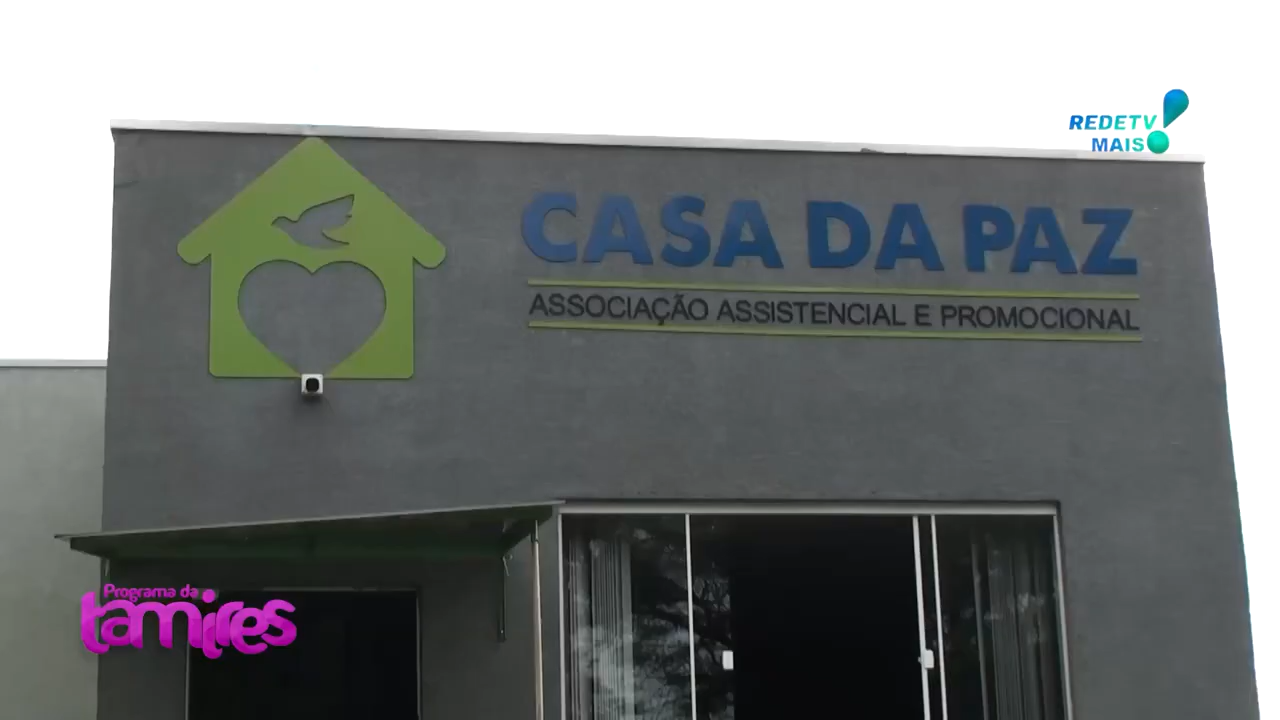 REDETV
MAIS
CASA DA PAZ
ASSOCIAÇÃO ASSISTENCIAL E PROMOCIONAL
Programa da
tamires